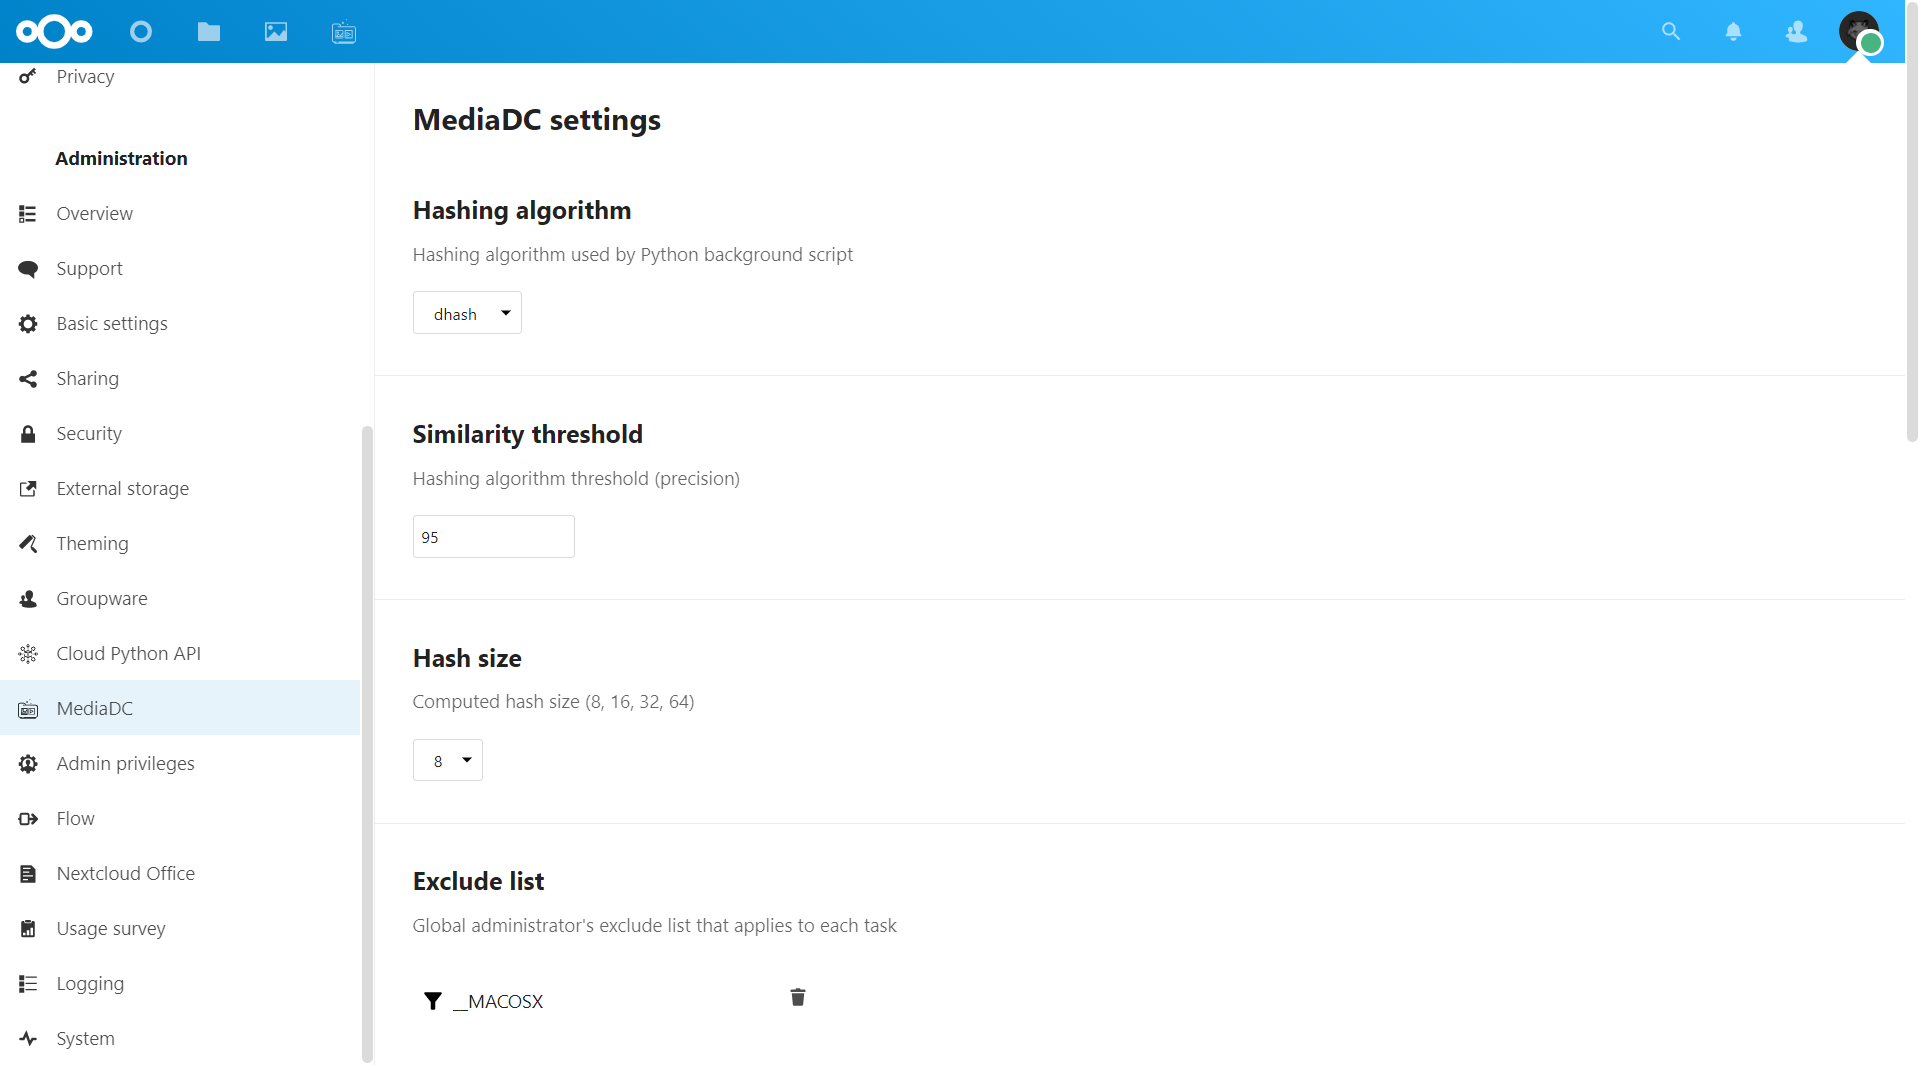 Privacy
Administration
Overview
Support
Basic settings
Sharing
Security
External storage
Theming
Groupware
Cloud Python API
MediaDC
Admin privileges
Flow
Nextcloud Office
Usage survey
Logging
System
MediaDC settings
Hashing algorithm
Hashing algorithm used by Python background script
dhash
Similarity threshold
Hashing algorithm threshold (precision)
95
Hash size
Computed hash size (8, 16, 32, 64)
8
Exclude list
Global administrator's exclude list that applies to each task
__MACOSX